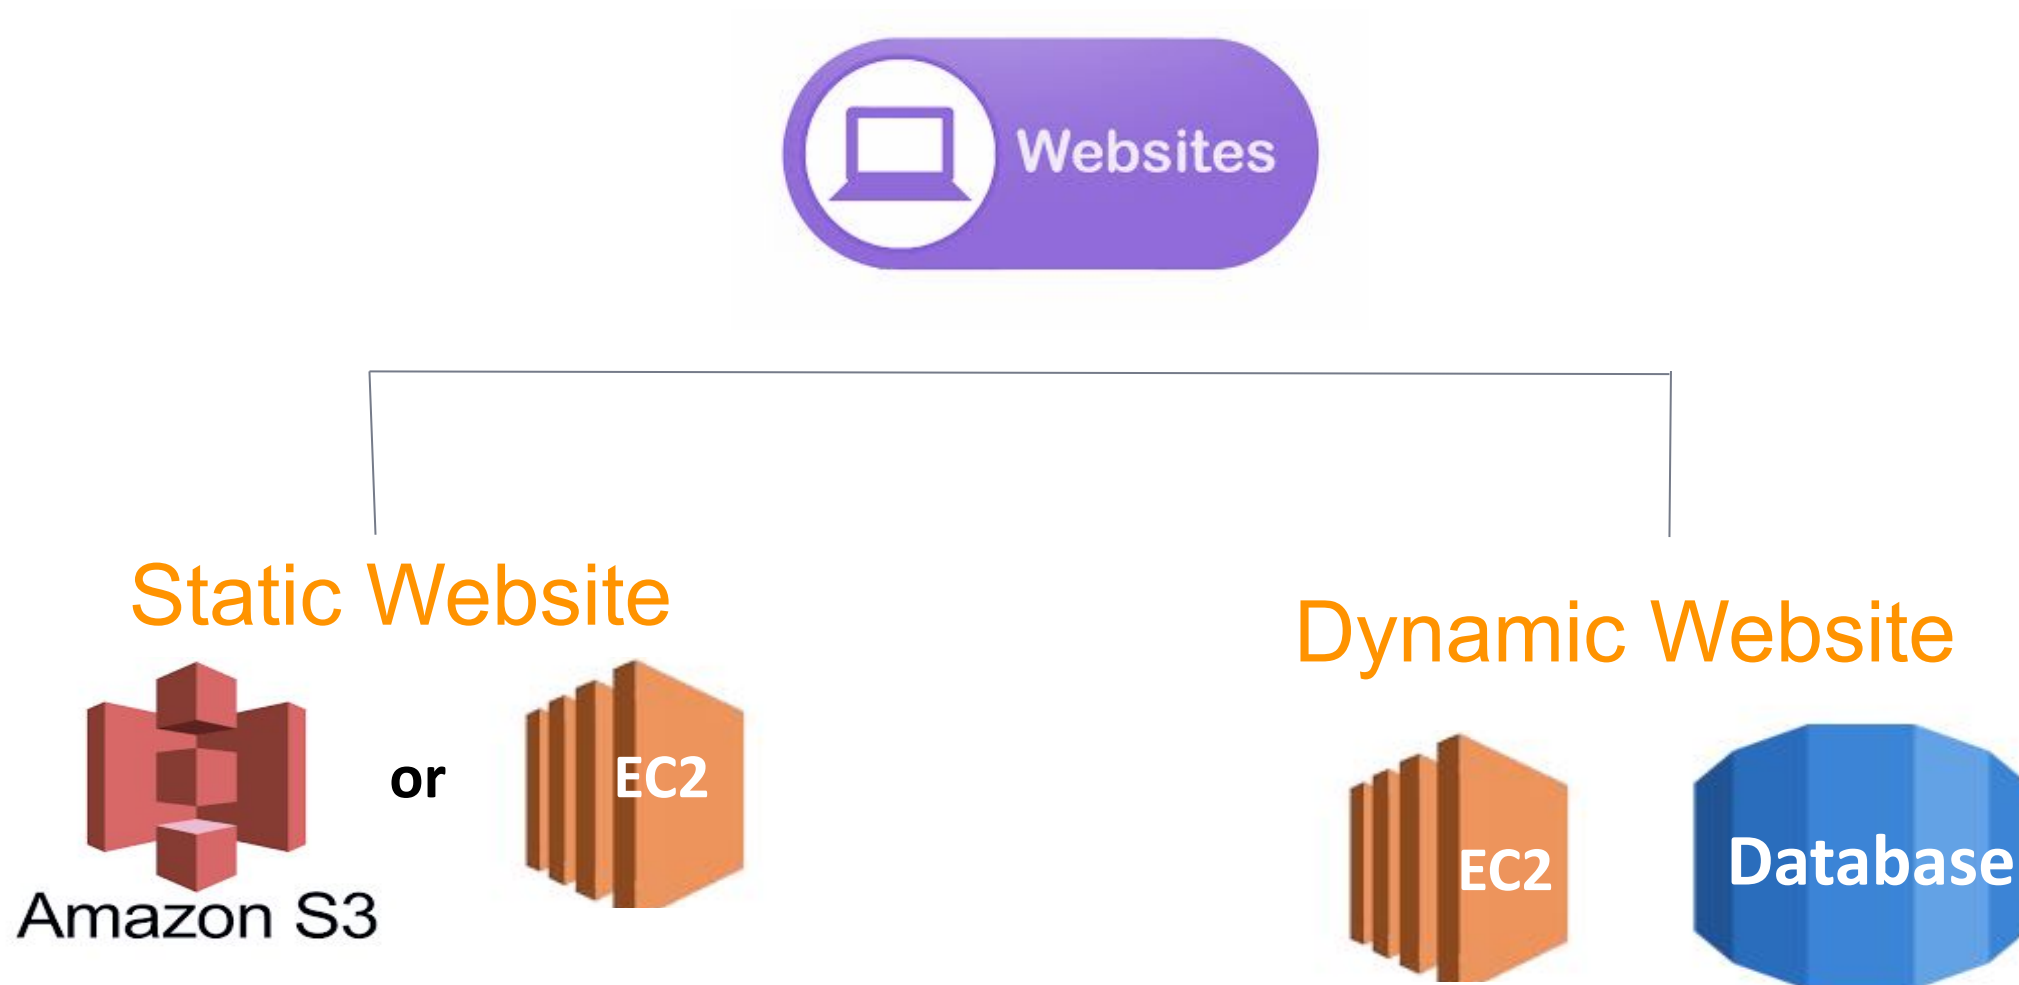 Websites
Static Website
Dynamic Website
or
EC2
EC2
Database
Amazon S3